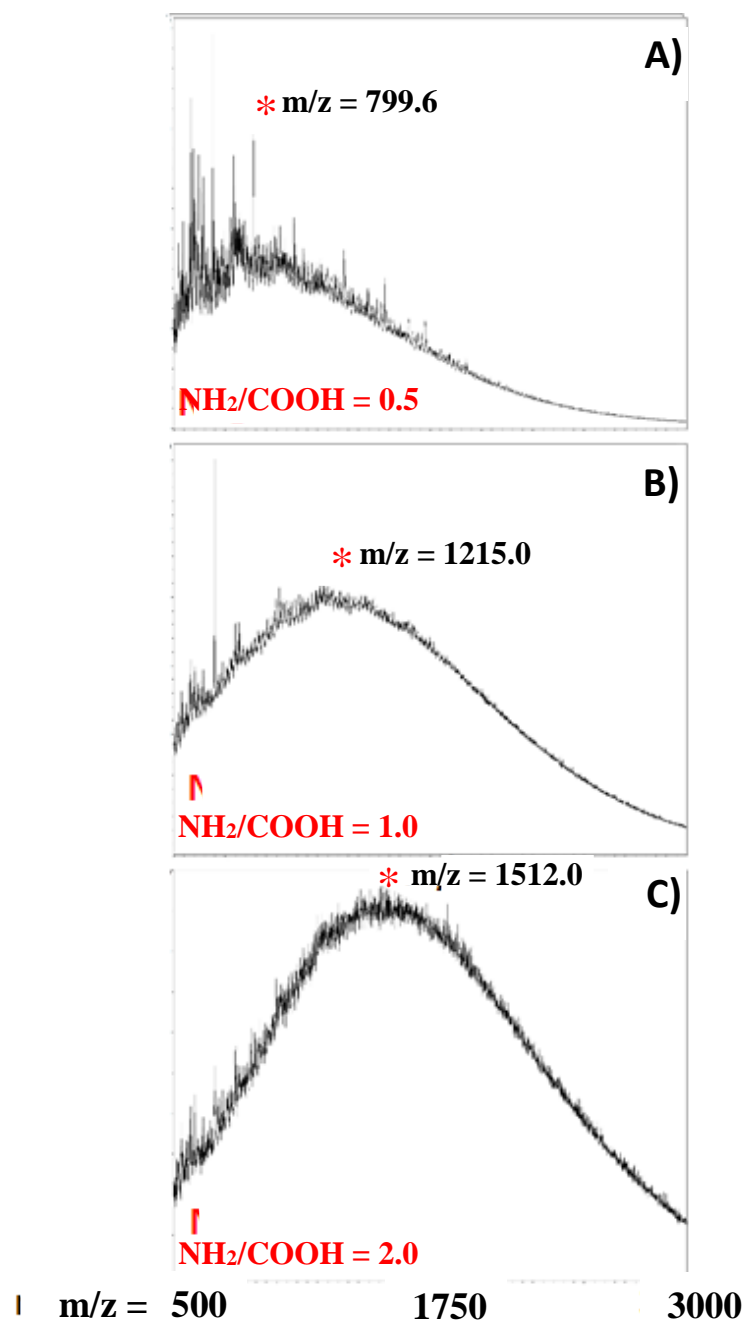 A)
* m/z = 799.6
NH₂/COOH = 0.5
B)
* m/z = 1215.0
NH₂/COOH = 1.0
* m/z = 1512.0
C)
NH₂/COOH = 2.0
m/z = 500 1750 3000